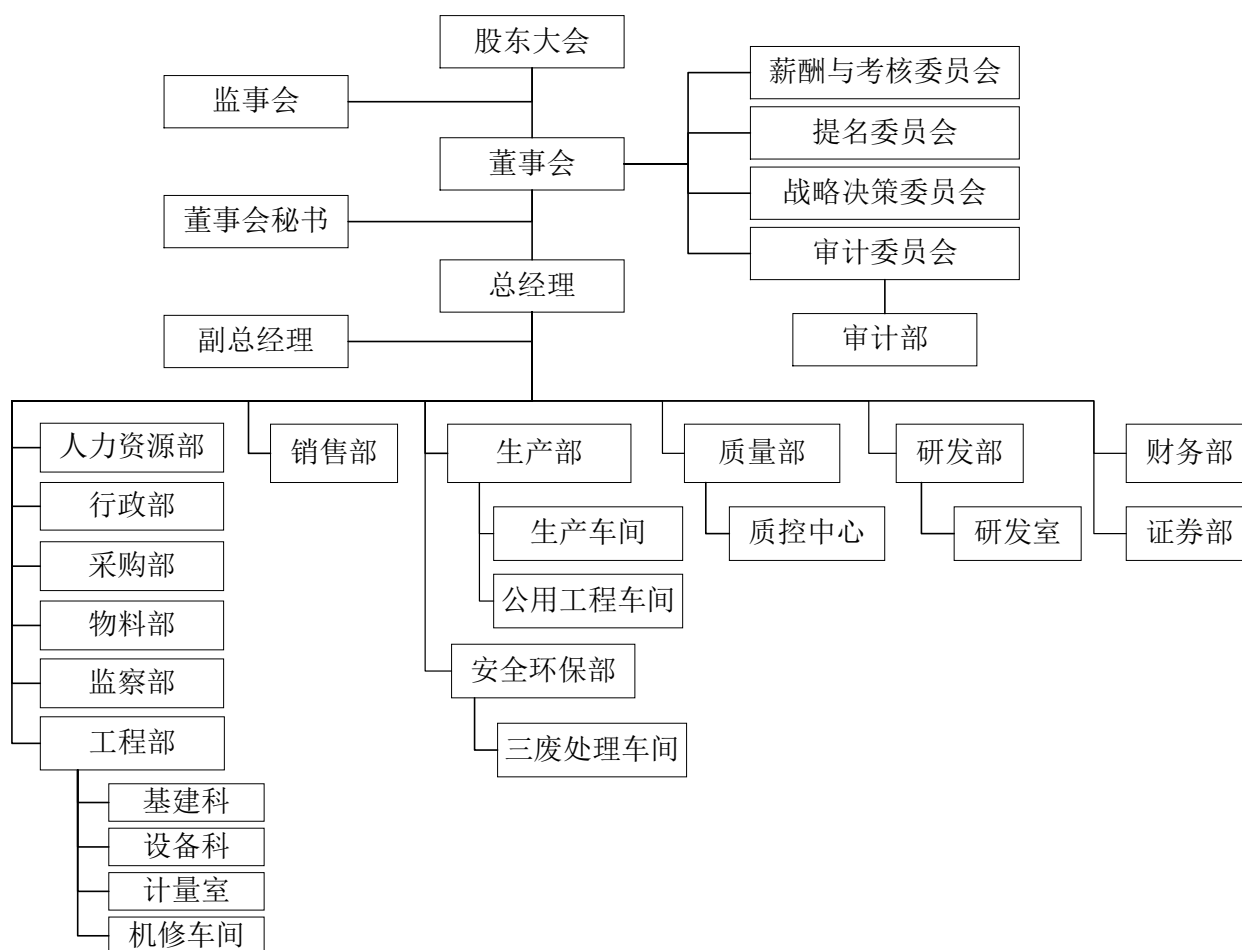 股东大会
监事会
董事会
董事会秘书
总经理
副总经理
薪酬与考核委员会
提名委员会
战略决策委员会
审计委员会
审计部
人力资源部
行政部
采购部
物料部
监察部
工程部
基建科
设备科
计量室
机修车间
销售部
生产部
生产车间
公用工程车间
安全环保部
三废处理车间
质量部
质控中心
研发部
研发室
财务部
证券部